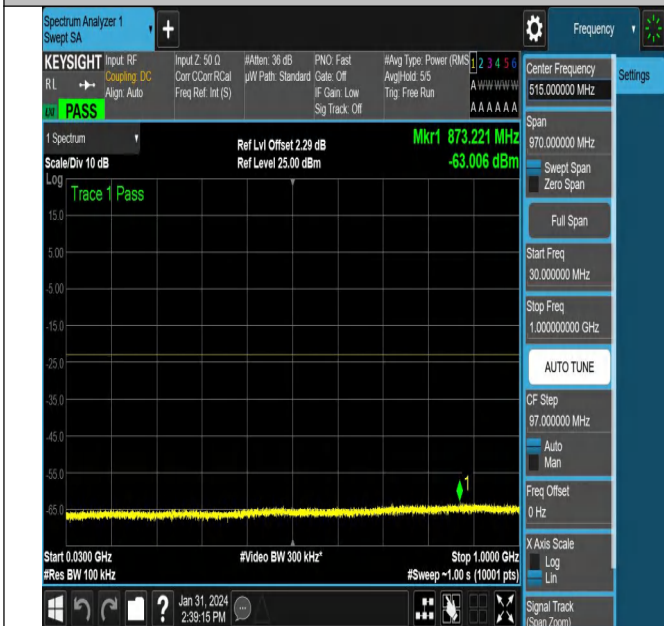 Spectrum Analyzer 1
Swept SA
+
Frequency
KEYSIGHT
Input: RF
Coupling: DC
Align: Auto
Input Z: 50 Ω
Corr CCorr RCal
Freq Ref: Int (S)
#Atten: 36 dB
µW Path: Standard
PNO: Fast
Gate: Off
IF Gain: Low
Sig Track: Off
#Avg Type: Power (RMS
Avg|Hold: 5/5
Trig: Free Run
1 2 3 4 5 6
A W W W W W
A A A A A A
RL
LXI
PASS
1 Spectrum
Scale/Div 10 dB
Ref Lvl Offset 2.29 dB
Ref Level 25.00 dBm
Mkr1 873.221 MHz
-63.006 dBm
Log
Trace 1 Pass
15.0
5.00
-5.00
-15.0
-25.0
-35.0
-45.0
-55.0
-65.0
1
Start 0.0300 GHz
#Res BW 100 kHz
#Video BW 300 kHz*
Stop 1.0000 GHz
#Sweep ~1.00 s (10001 pts)
Jan 31, 2024
2:39:15 PM
?
Center Frequency
515.000000 MHz
Settings
Span
970.000000 MHz
Swept Span
Zero Span
Full Span
Start Freq
30.000000 MHz
Stop Freq
1.000000000 GHz
AUTO TUNE
CF Step
97.000000 MHz
Auto
Man
Freq Offset
0 Hz
X Axis Scale
Log
Lin
Signal Track
(Span Zoom)